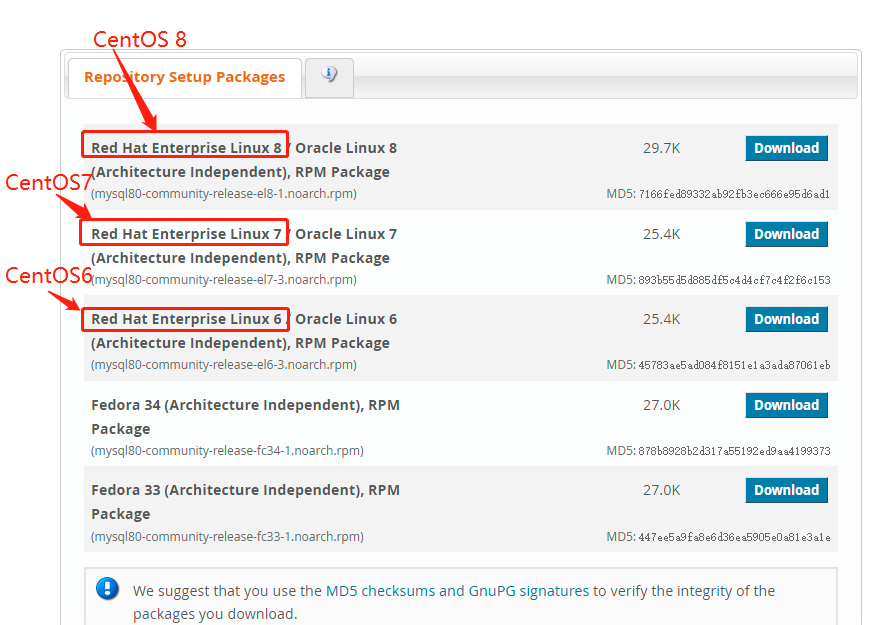 CentOS 8
Repository Setup Packages
Red Hat Enterprise Linux 8 / Oracle Linux 8
29.7K
Download
(Architecture Independent), RPM Package
(mysql80-community-release-el8-1.noarch.rpm)
MD5: 7166fed89332ab92fb3ec666e95d6ad1
CentOS7
Red Hat Enterprise Linux 7 / Oracle Linux 7
25.4K
Download
(Architecture Independent), RPM Package
(mysql80-community-release-el7-3.noarch.rpm)
MD5: 893b55d5d885df5c4d4cf7c4f2f6c153
CentOS6
Red Hat Enterprise Linux 6 / Oracle Linux 6
25.4K
Download
(Architecture Independent), RPM Package
(mysql80-community-release-el6-3.noarch.rpm)
MD5: 45783ae5ad084f8151e1a3ada87061eb
Fedora 34 (Architecture Independent), RPM
27.0K
Download
Package
(mysql80-community-release-fc34-1.noarch.rpm)
MD5: 878b8928b2d317a55192ed9aa4199373
Fedora 33 (Architecture Independent), RPM
27.0K
Download
Package
(mysql80-community-release-fc33-1.noarch.rpm)
MD5: 447ee5a9fa8e6d36ea5905e0a81e3a1e
We suggest that you use the MD5 checksums and GnuPG signatures to verify the integrity of the
packages you download.